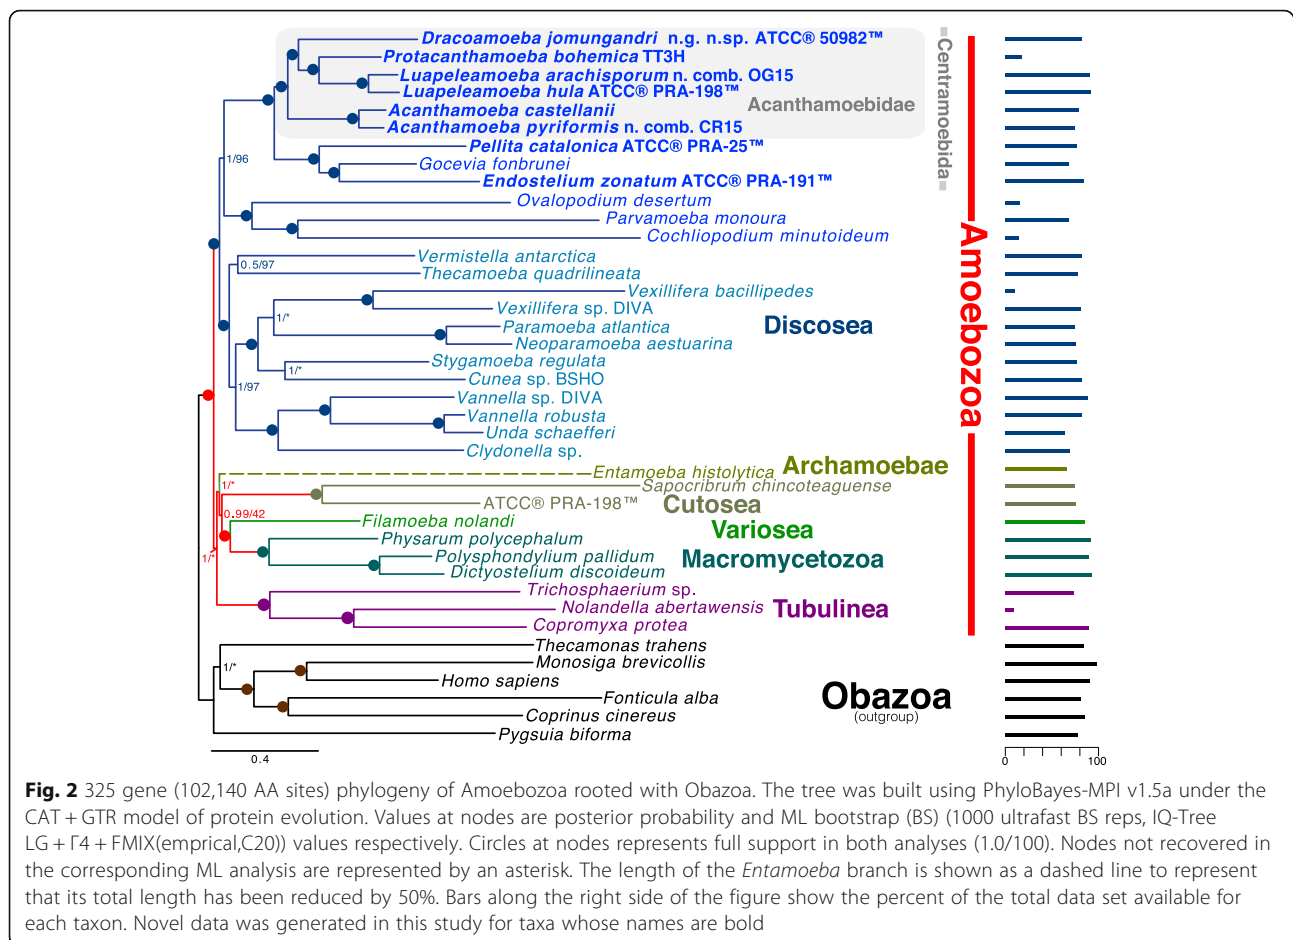 Dracoamoeba jomungandri n.g. n.sp. ATCC® 50982™
Protacanthamoeba bohemica TT3H
Luapeleamoeba arachisporum n. comb. OG15
Luapeleamoeba hula ATCC® PRA-198™
Acanthamoebidae
Acanthamoeba castellanii
Acanthamoeba pyriformis n. comb. CR15
Centramoebida
Pellita catalonica ATCC® PRA-25™
1/96
Gocevia fonbrunei
Endostelium zonatum ATCC® PRA-191™
Ovalopodium desertum
Parvamoeba monoura
Cochliopodium minutoideum
Amoebozoa
Vermistella antarctica
0.5/97
Thecamoeba quadrilineata
Vexillifera bacillipedes
Vexillifera sp. DIVA
1/*
Paramoeba atlantica
Discosea
Neoparamoeba aestuarina
Stygamoeba regulata
1/*
Cunea sp. BSHO
1/97
Vannella sp. DIVA
Vannella robusta
Unda schaefferi
Clydonella sp.
Entamoeba histolytica
Archamoebae
1/*
Sapocribrum chincoteaguense
ATCC® PRA-198™
Cutosea
0.99/42
Filamoeba nolandi
Variosea
Physarum polycephalum
1/*
Polysphondylium pallidum
Macromycetozoa
Dictyostelium discoideum
Trichosphaerium sp.
Nolandella abertawensis
Tubulinea
Copromyxa protea
Thecamonas trahens
1/*
Monosiga brevicollis
Homo sapiens
Fonticula alba
Obazoa
(outgroup)
Coprinus cinereus
Pygsuia biforma
0.4
0
100
Fig. 2 325 gene (102,140 AA sites) phylogeny of Amoebozoa rooted with Obazoa. The tree was built using PhyloBayes-MPI v1.5a under the
CAT + GTR model of protein evolution. Values at nodes are posterior probability and ML bootstrap (BS) (1000 ultrafast BS reps, IQ-Tree
LG + Γ4 + FMIX(emprical,C20)) values respectively. Circles at nodes represents full support in both analyses (1.0/100). Nodes not recovered in
the corresponding ML analysis are represented by an asterisk. The length of the Entamoeba branch is shown as a dashed line to represent
that its total length has been reduced by 50%. Bars along the right side of the figure show the percent of the total data set available for
each taxon. Novel data was generated in this study for taxa whose names are bold